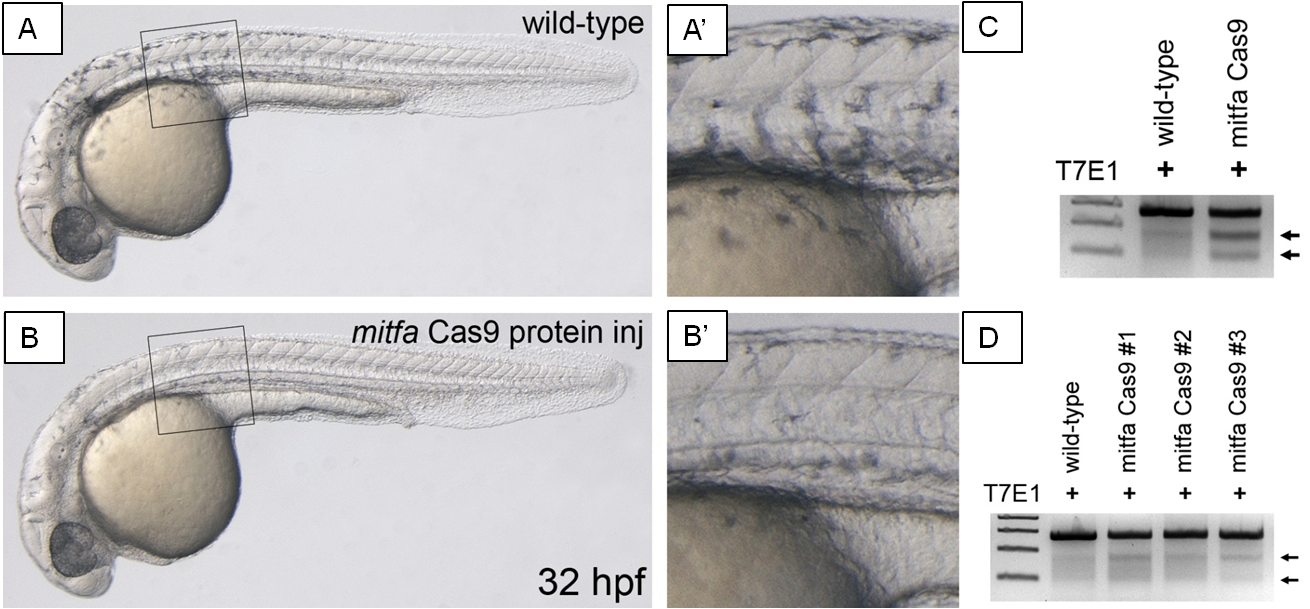 A
wild-type
A'
B
mitfa Cas9 protein inj
32 hpf
B'
C
wild-type
mitfa Cas9
T7E1 + +
D
wild-type
mitfa Cas9 #1
mitfa Cas9 #2
mitfa Cas9 #3
T7E1 + + + +